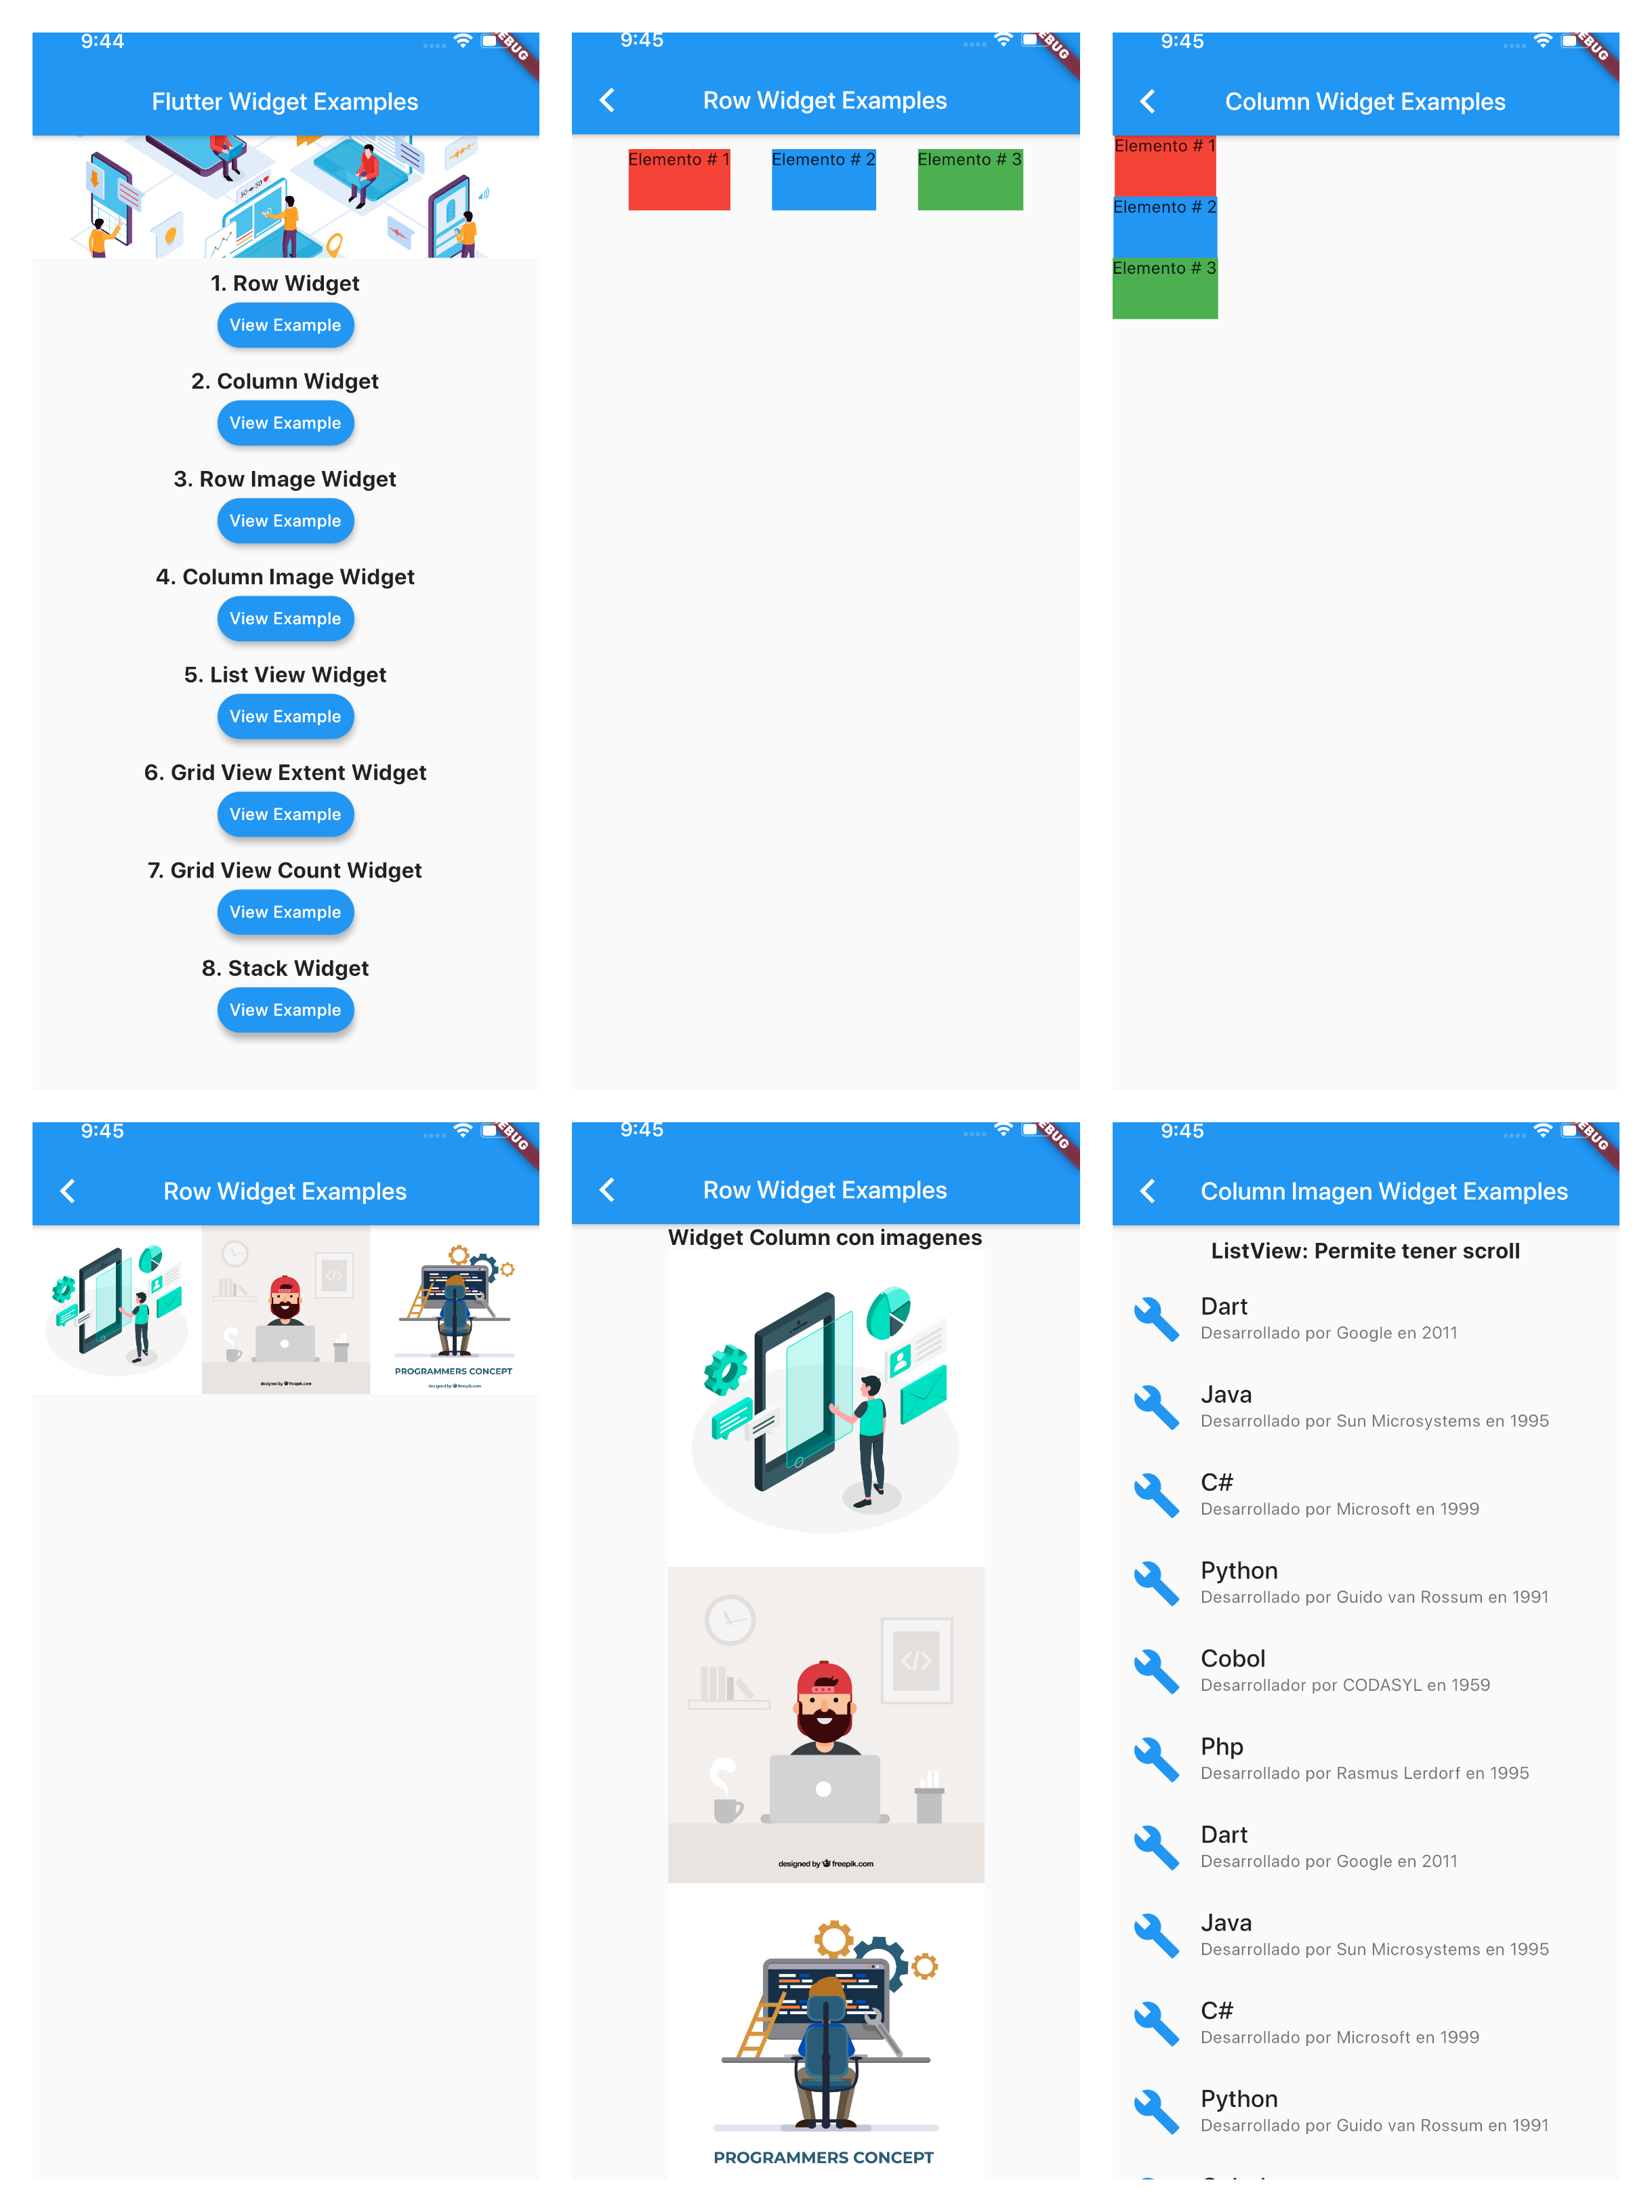 9:44
EBUG
Flutter Widget Examples
50 50
1. Row Widget
View Example
2. Column Widget
View Example
3. Row Image Widget
View Example
4. Column Image Widget
View Example
5. List View Widget
View Example
6. Grid View Extent Widget
View Example
7. Grid View Count Widget
View Example
8. Stack Widget
View Example
9:45
EBUG
Row Widget Examples
Elemento # 1 Elemento # 2 Elemento # 3
9:45
EBUG
Column Widget Examples
Elemento # 1
Elemento # 2
Elemento # 3
9:45
EBUG
Row Widget Examples
</>
designed by freepik.com
PROGRAMMERS CONCEPT
designed by freepik.com
9:45
EBUG
Row Widget Examples
Widget Column con imagenes
</>
designed by freepik.com
PROGRAMMERS CONCEPT
9:45
EBUG
Column Imagen Widget Examples
ListView: Permite tener scroll
Dart
Desarrollado por Google en 2011
Java
Desarrollado por Sun Microsystems en 1995
C#
Desarrollado por Microsoft en 1999
Python
Desarrollado por Guido van Rossum en 1991
Cobol
Desarrollador por CODASYL en 1959
Php
Desarrollado por Rasmus Lerdorf en 1995
Dart
Desarrollado por Google en 2011
Java
Desarrollado por Sun Microsystems en 1995
C#
Desarrollado por Microsoft en 1999
Python
Desarrollado por Guido van Rossum en 1991